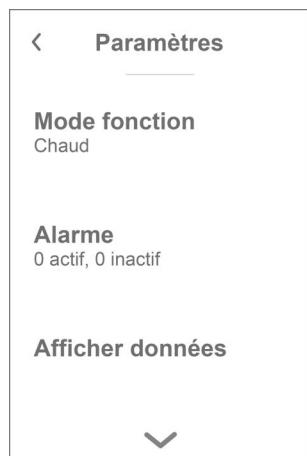 Paramètres
Mode fonction
Chaud
Alarme
0 actif, 0 inactif
Afficher données